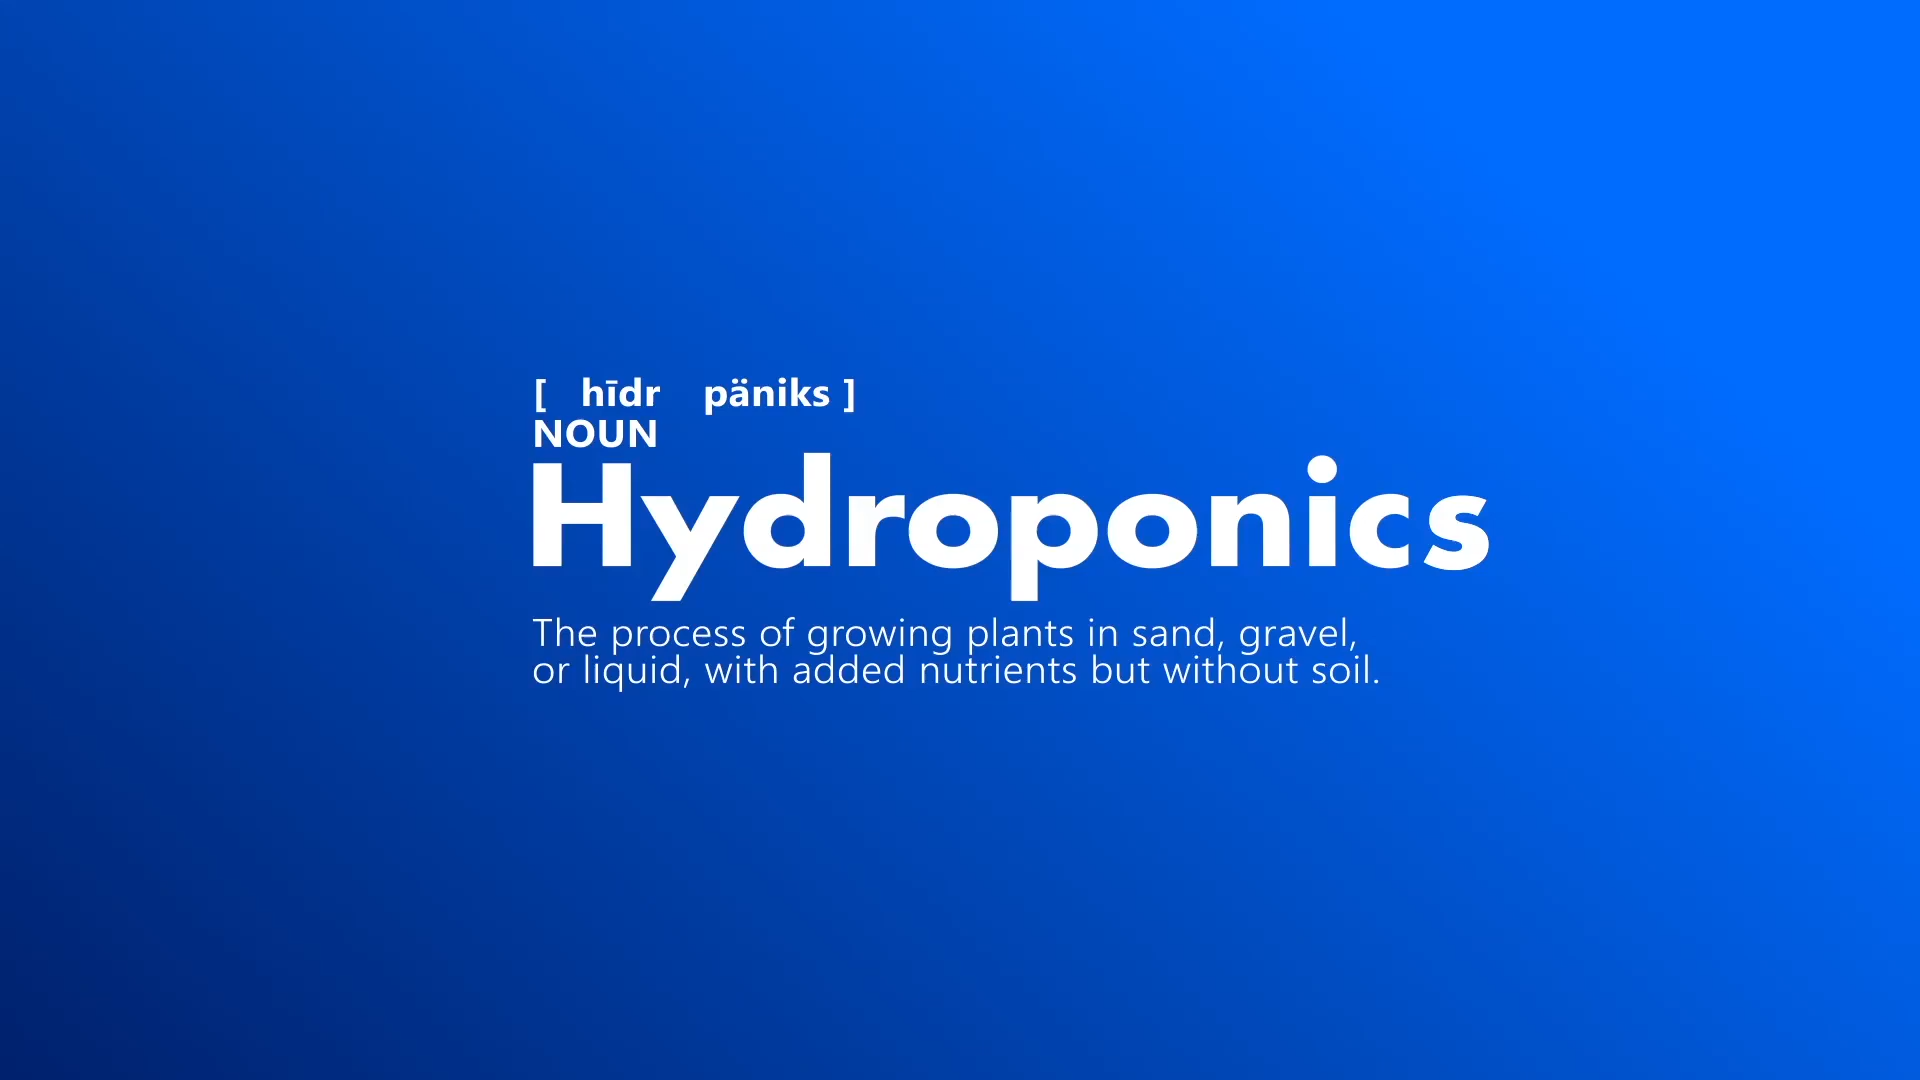 [ hīdr päniks ]
NOUN
Hydroponics
The process of growing plants in sand, gravel,
or liquid, with added nutrients but without soil.